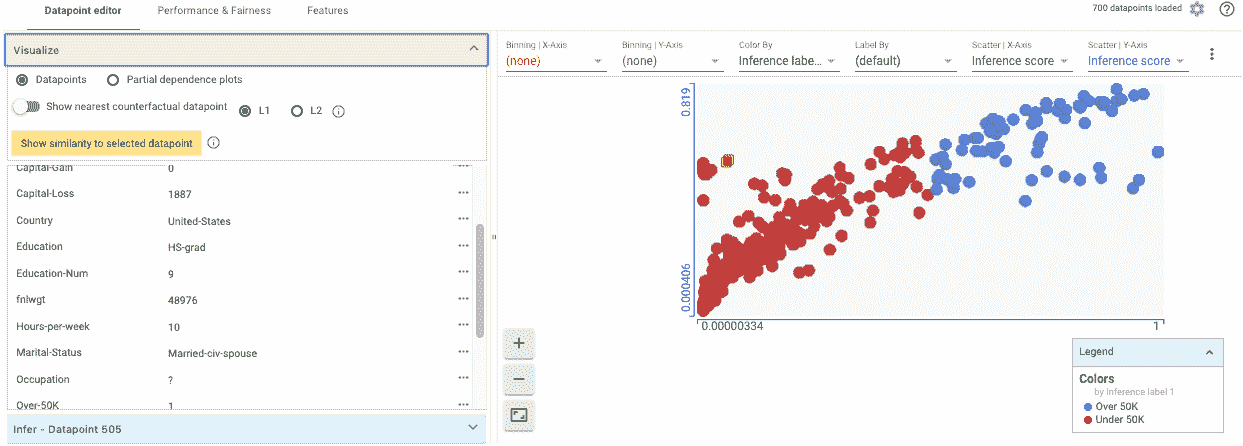 Datapoint editor Performance & Fairness Features 700 datapoints loaded
Visualize
Datapoints Partial dependence plots
Show nearest counterfactual datapoint L1 L2
Show similarity to selected datapoint
Capital-Gain 0
Capital-Loss 1887
Country United-States
Education HS-grad
Education-Num 9
fnlwgt 48976
Hours-per-week 10
Marital-Status Married-civ-spouse
Occupation ?
Over-50K 1
Infer - Datapoint 505
Binning | X-Axis Binning | Y-Axis Color By Label By Scatter | X-Axis Scatter | Y-Axis
(none) (none) Inference labe... (default) Inference score Inference score
0.819
0.000406
0.00000334 1
Legend
Colors
by Inference label 1
Over 50K
Under 50K